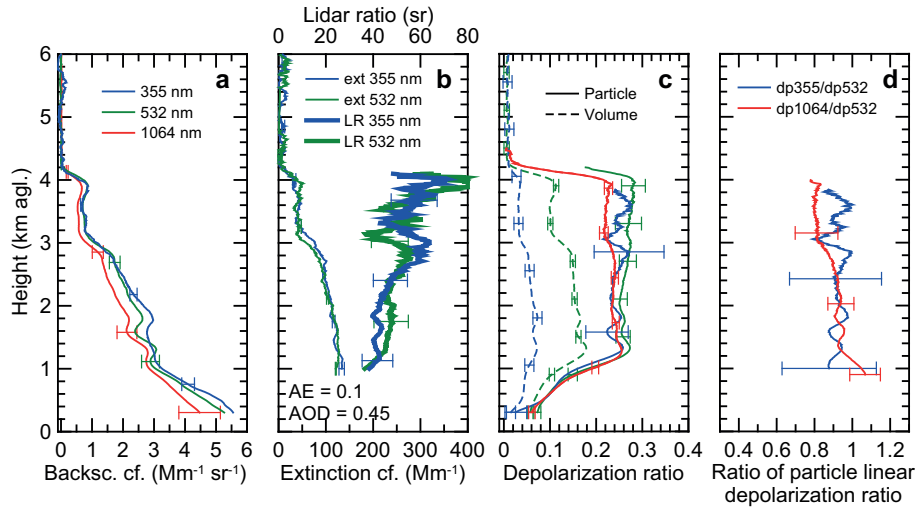 Lidar ratio (sr)
0 20 40 60 80
6
5
4
3
2
1
0
Height (km agl.)
a
355 nm
532 nm
1064 nm
0 1 2 3 4 5 6
Backsc. cf. (Mm⁻¹ sr⁻¹)
b
ext 355 nm
ext 532 nm
LR 355 nm
LR 532 nm
AE = 0.1
AOD = 0.45
0 100 200 300 400
Extinction cf. (Mm⁻¹)
c
Particle
Volume
0 0.1 0.2 0.3 0.4
Depolarization ratio
d
dp355/dp532
dp1064/dp532
0.4 0.6 0.8 1 1.2
Ratio of particle linear
depolarization ratio